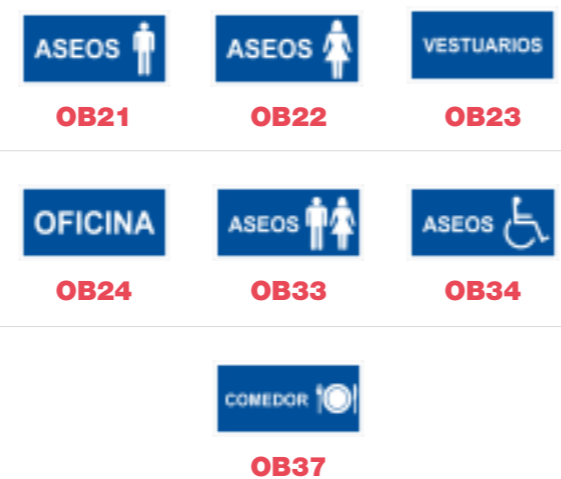 ASEOS
ASEOS
VESTUARIOS
OB21
OB22
OB23
OFICINA
ASEOS
ASEOS
OB24
OB33
OB34
COMEDOR
OB37